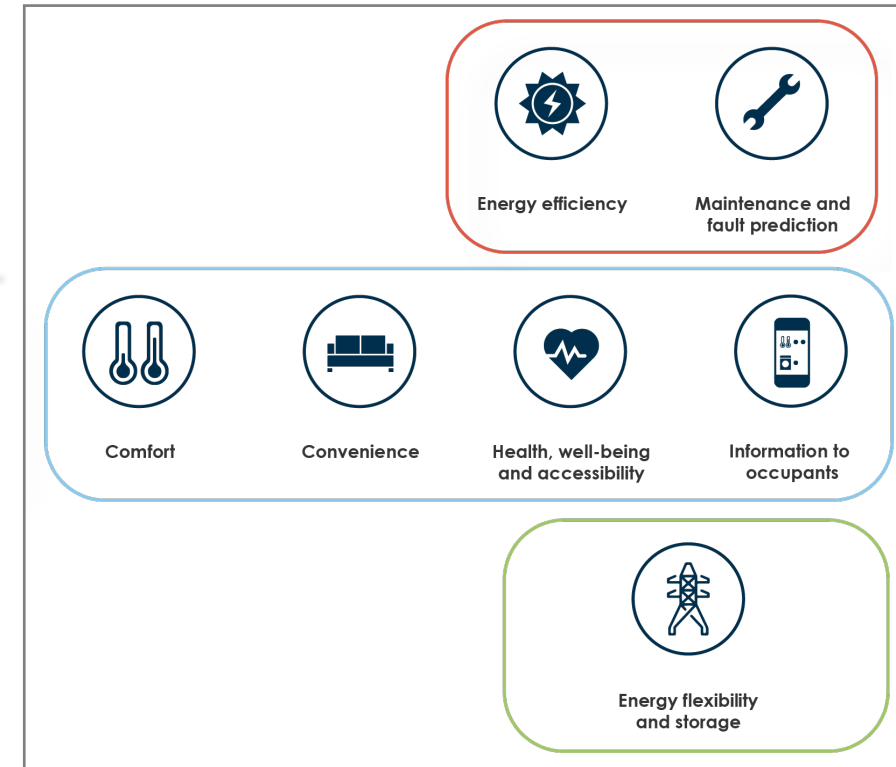 Energy efficiency
Maintenance and
fault prediction
Comfort
Convenience
Health, well-being
and accessibility
Information to
occupants
Energy flexibility
and storage